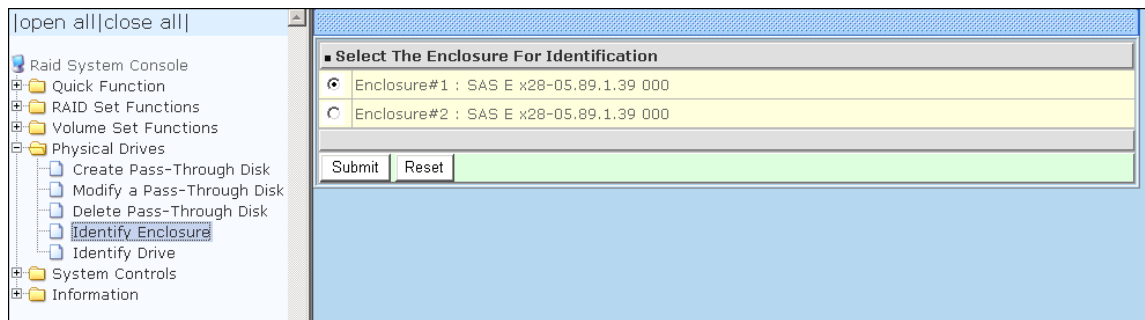 |open all|close all|
Raid System Console
Quick Function
RAID Set Functions
Volume Set Functions
Physical Drives
Create Pass-Through Disk
Modify a Pass-Through Disk
Delete Pass-Through Disk
Identify Enclosure
Identify Drive
System Controls
Information
Select The Enclosure For Identification
Enclosure#1 : SAS E x28-05.89.1.39 000
Enclosure#2 : SAS E x28-05.89.1.39 000
Submit Reset